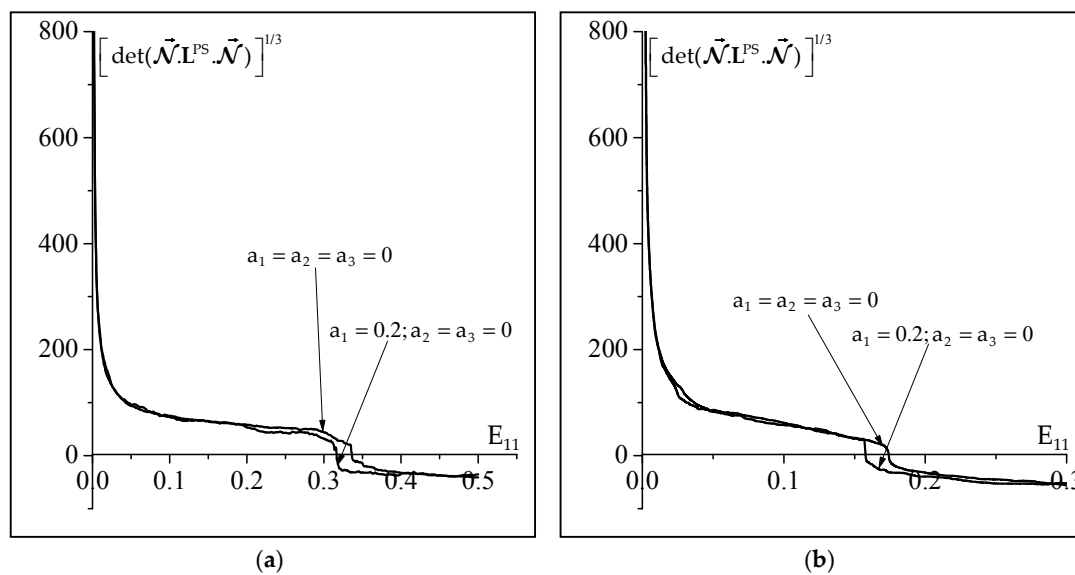 800
[det(𝓝⃗.L^PS.𝓝⃗)]^1/3
600
400
a₁ = a₂ = a₃ = 0
a₁ = 0.2; a₂ = a₃ = 0
200
E₁₁
0
0.0 0.1 0.2 0.3 0.4 0.5
(a)
800
[det(𝓝⃗.L^PS.𝓝⃗)]^1/3
600
400
a₁ = a₂ = a₃ = 0
a₁ = 0.2; a₂ = a₃ = 0
200
E₁₁
0
0.0 0.1 0.2 0.3
(b)